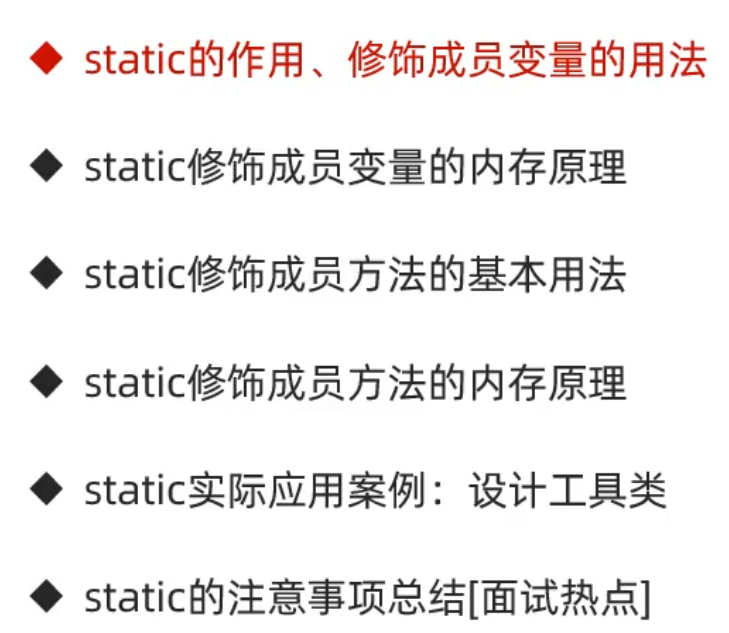 ◆ static的作用、修饰成员变量的用法
◆ static修饰成员变量的内存原理
◆ static修饰成员方法的基本用法
◆ static修饰成员方法的内存原理
◆ static实际应用案例：设计工具类
◆ static的注意事项总结[面试热点]